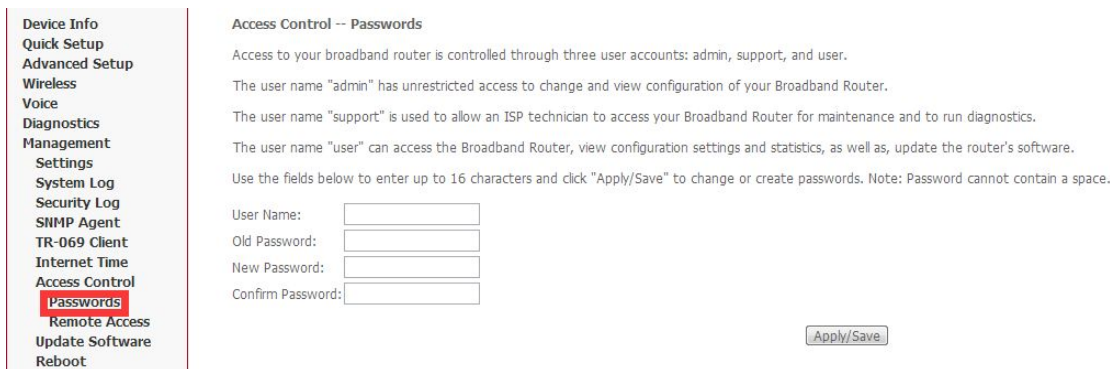 Device Info
Quick Setup
Advanced Setup
Wireless
Voice
Diagnostics
Management
Settings
System Log
Security Log
SNMP Agent
TR-069 Client
Internet Time
Access Control
Passwords
Remote Access
Update Software
Reboot
Access Control -- Passwords
Access to your broadband router is controlled through three user accounts: admin, support, and user.
The user name "admin" has unrestricted access to change and view configuration of your Broadband Router.
The user name "support" is used to allow an ISP technician to access your Broadband Router for maintenance and to run diagnostics.
The user name "user" can access the Broadband Router, view configuration settings and statistics, as well as, update the router's software.
Use the fields below to enter up to 16 characters and click "Apply/Save" to change or create passwords. Note: Password cannot contain a space.
User Name:
Old Password:
New Password:
Confirm Password:
Apply/Save